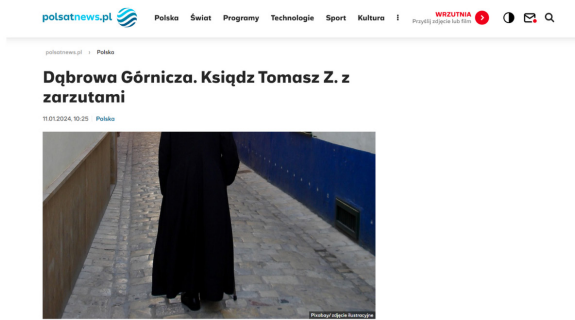 polsatnews.pl
Polska Świat Programy Technologie Sport Kultura
WRZUTNIA
Prześlij zdjęcie lub film
polsatnews.pl › Polska
Dąbrowa Górnicza. Ksiądz Tomasz Z. z
zarzutami
11.01.2024, 10:25 Polska
Pixabay/ zdjęcie ilustracyjne